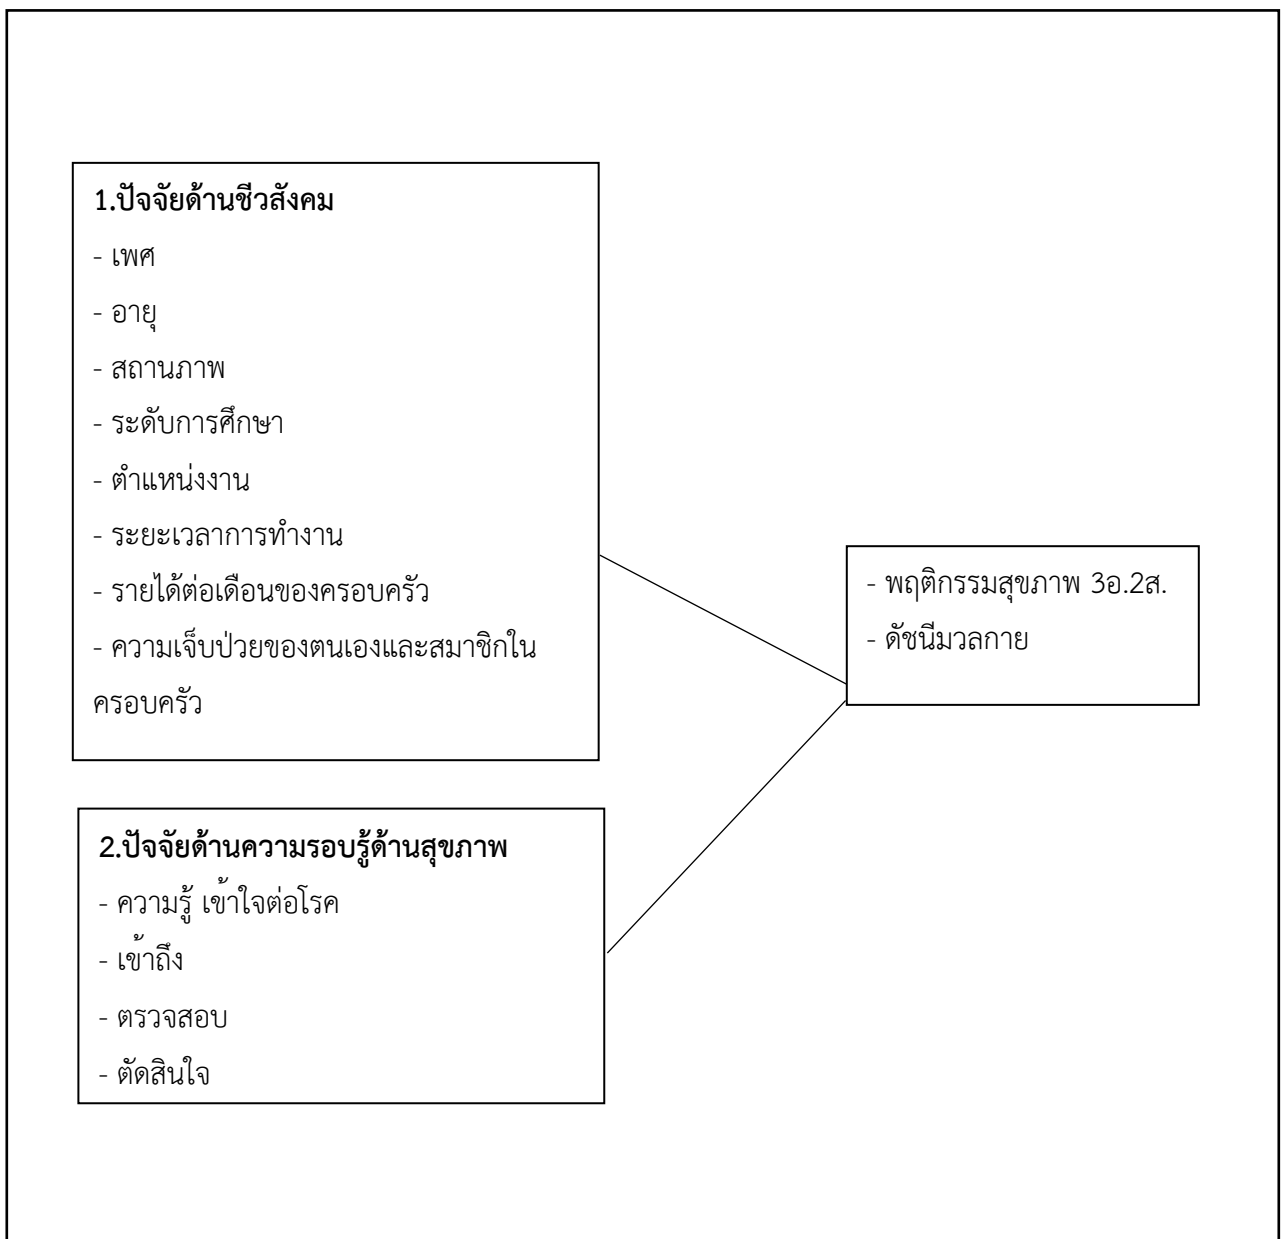 1.ปัจจัยด้านชีวสังคม
- เพศ
- อายุ
- สถานภาพ
- ระดับการศึกษา
- ตำแหน่งงาน
- ระยะเวลาการทำงาน
- รายได้ต่อเดือนของครอบครัว
- ความเจ็บป่วยของตนเองและสมาชิกใน
ครอบครัว
2.ปัจจัยด้านความรอบรู้ด้านสุขภาพ
- ความรู้ เข้าใจต่อโรค
- เข้าถึง
- ตรวจสอบ
- ตัดสินใจ
- พฤติกรรมสุขภาพ 3อ.2ส.
- ดัชนีมวลกาย